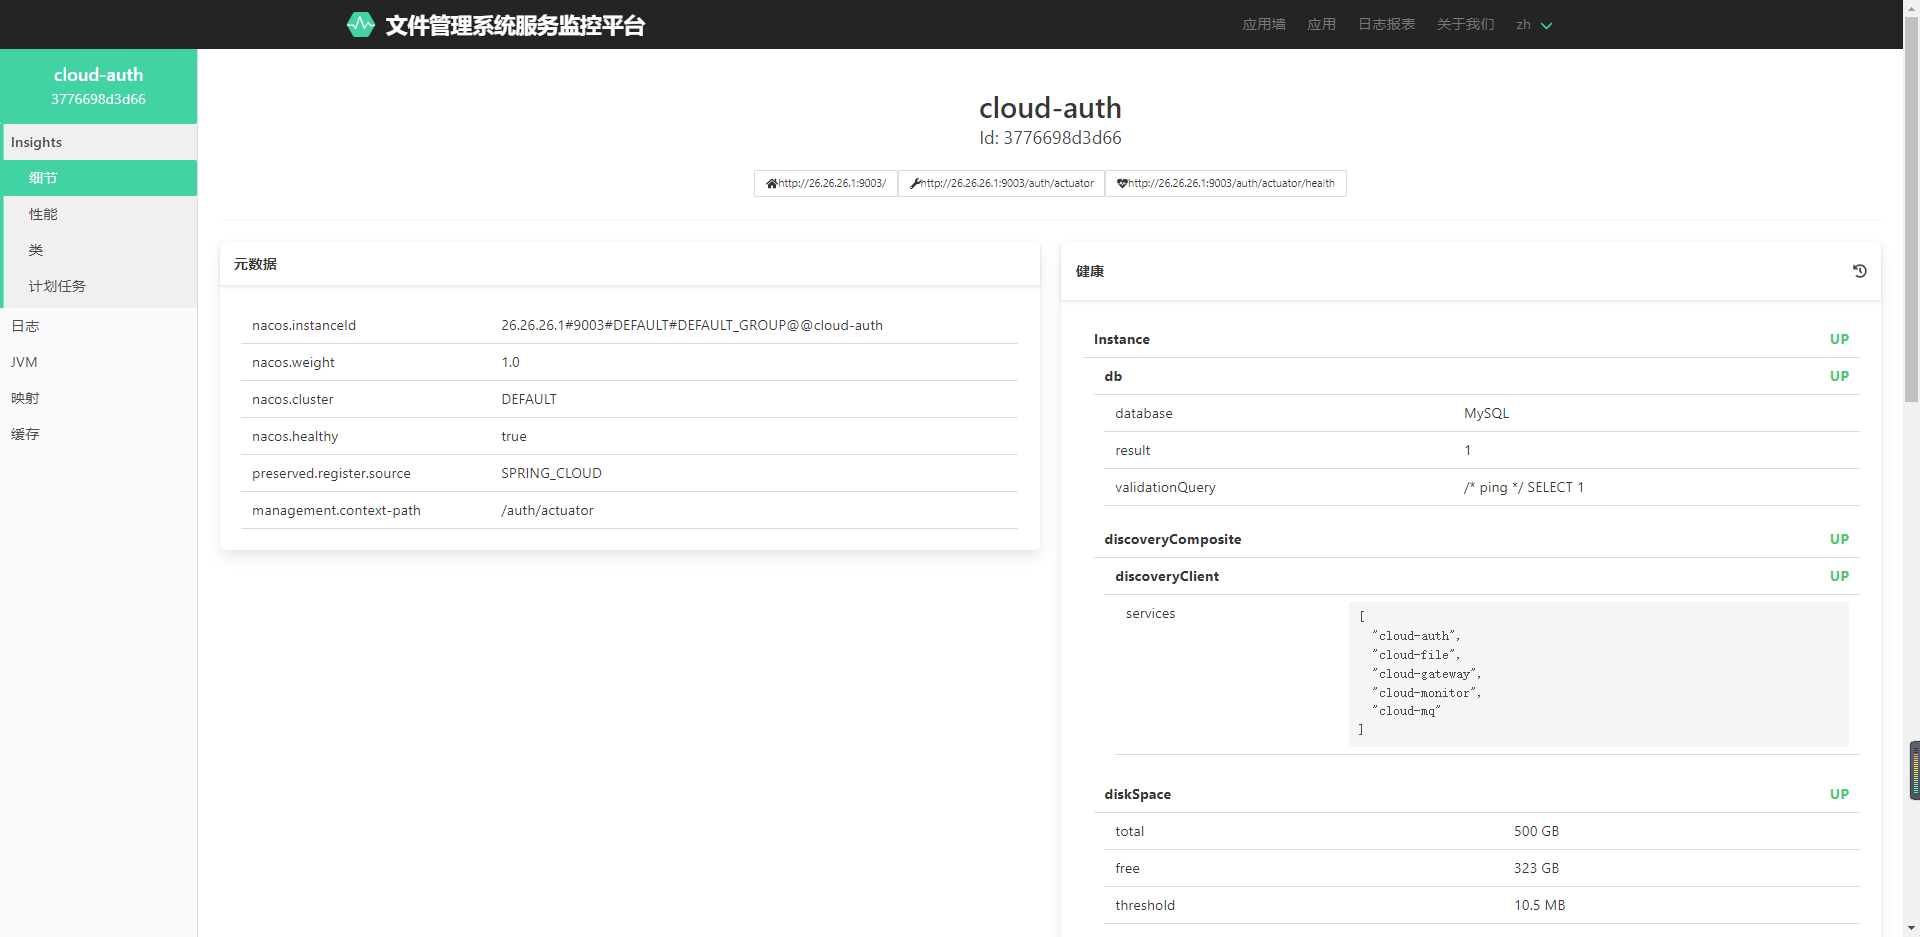 文件管理系统服务监控平台
应用墙 应用 日志报表 关于我们 zh
cloud-auth
3776698d3d66
Insights
细节
性能
类
计划任务
日志
JVM
映射
缓存
cloud-auth
Id: 3776698d3d66
http://26.26.26.1:9003/ http://26.26.26.1:9003/auth/actuator http://26.26.26.1:9003/auth/actuator/health
元数据
nacos.instanceId 26.26.26.1#9003#DEFAULT#DEFAULT_GROUP@@cloud-auth
nacos.weight 1.0
nacos.cluster DEFAULT
nacos.healthy true
preserved.register.source SPRING_CLOUD
management.context-path /auth/actuator
健康
Instance UP
db UP
database MySQL
result 1
validationQuery /* ping */ SELECT 1
discoveryComposite UP
discoveryClient UP
services [
"cloud-auth",
"cloud-file",
"cloud-gateway",
"cloud-monitor",
"cloud-mq"
]
diskSpace UP
total 500 GB
free 323 GB
threshold 10.5 MB